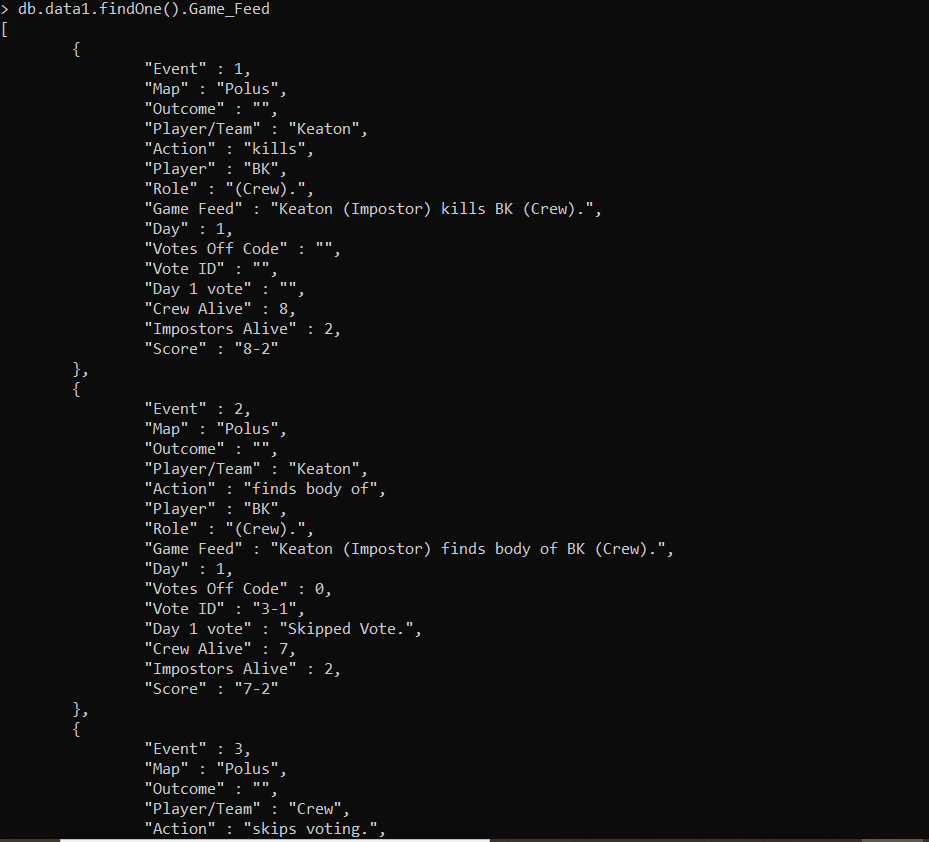 > db.data1.findOne().Game_Feed
[
        {
                "Event" : 1,
                "Map" : "Polus",
                "Outcome" : "",
                "Player/Team" : "Keaton",
                "Action" : "kills",
                "Player" : "BK",
                "Role" : "(Crew).",
                "Game Feed" : "Keaton (Impostor) kills BK (Crew).",
                "Day" : 1,
                "Votes Off Code" : "",
                "Vote ID" : "",
                "Day 1 vote" : "",
                "Crew Alive" : 8,
                "Impostors Alive" : 2,
                "Score" : "8-2"
        },
        {
                "Event" : 2,
                "Map" : "Polus",
                "Outcome" : "",
                "Player/Team" : "Keaton",
                "Action" : "finds body of",
                "Player" : "BK",
                "Role" : "(Crew).",
                "Game Feed" : "Keaton (Impostor) finds body of BK (Crew).",
                "Day" : 1,
                "Votes Off Code" : 0,
                "Vote ID" : "3-1",
                "Day 1 vote" : "Skipped Vote.",
                "Crew Alive" : 7,
                "Impostors Alive" : 2,
                "Score" : "7-2"
        },
        {
                "Event" : 3,
                "Map" : "Polus",
                "Outcome" : "",
                "Player/Team" : "Crew",
                "Action" : "skips voting.",